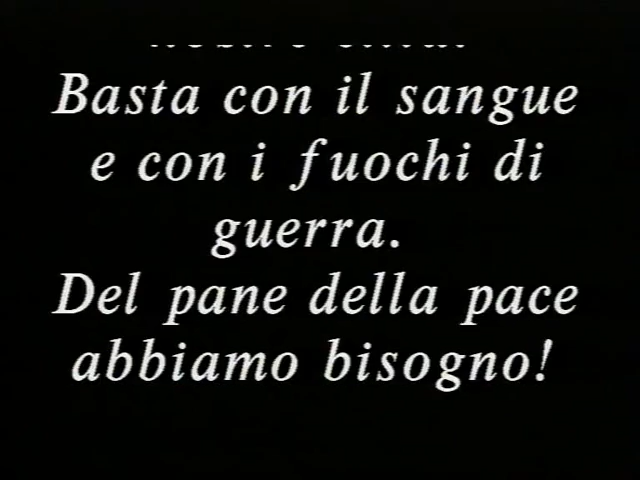 Basta con il sangue
e con i fuochi di
guerra.
Del pane della pace
abbiamo bisogno!